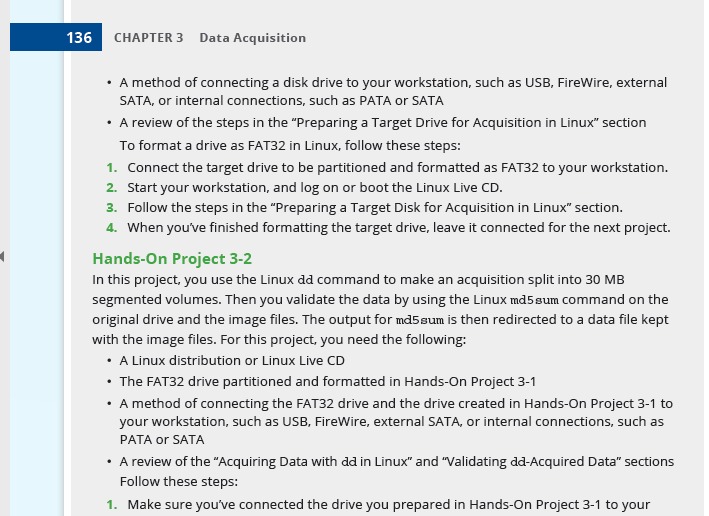 136 CHAPTER 3 Data Acquisition
• A method of connecting a disk drive to your workstation, such as USB, FireWire, external
SATA, or internal connections, such as PATA or SATA
• A review of the steps in the “Preparing a Target Drive for Acquisition in Linux” section
To format a drive as FAT32 in Linux, follow these steps:
1. Connect the target drive to be partitioned and formatted as FAT32 to your workstation.
2. Start your workstation, and log on or boot the Linux Live CD.
3. Follow the steps in the “Preparing a Target Disk for Acquisition in Linux” section.
4. When you’ve finished formatting the target drive, leave it connected for the next project.
Hands-On Project 3-2
In this project, you use the Linux dd command to make an acquisition split into 30 MB
segmented volumes. Then you validate the data by using the Linux md5sum command on the
original drive and the image files. The output for md5sum is then redirected to a data file kept
with the image files. For this project, you need the following:
• A Linux distribution or Linux Live CD
• The FAT32 drive partitioned and formatted in Hands-On Project 3-1
• A method of connecting the FAT32 drive and the drive created in Hands-On Project 3-1 to
your workstation, such as USB, FireWire, external SATA, or internal connections, such as
PATA or SATA
• A review of the “Acquiring Data with dd in Linux” and “Validating dd-Acquired Data” sections
Follow these steps:
1. Make sure you’ve connected the drive you prepared in Hands-On Project 3-1 to your